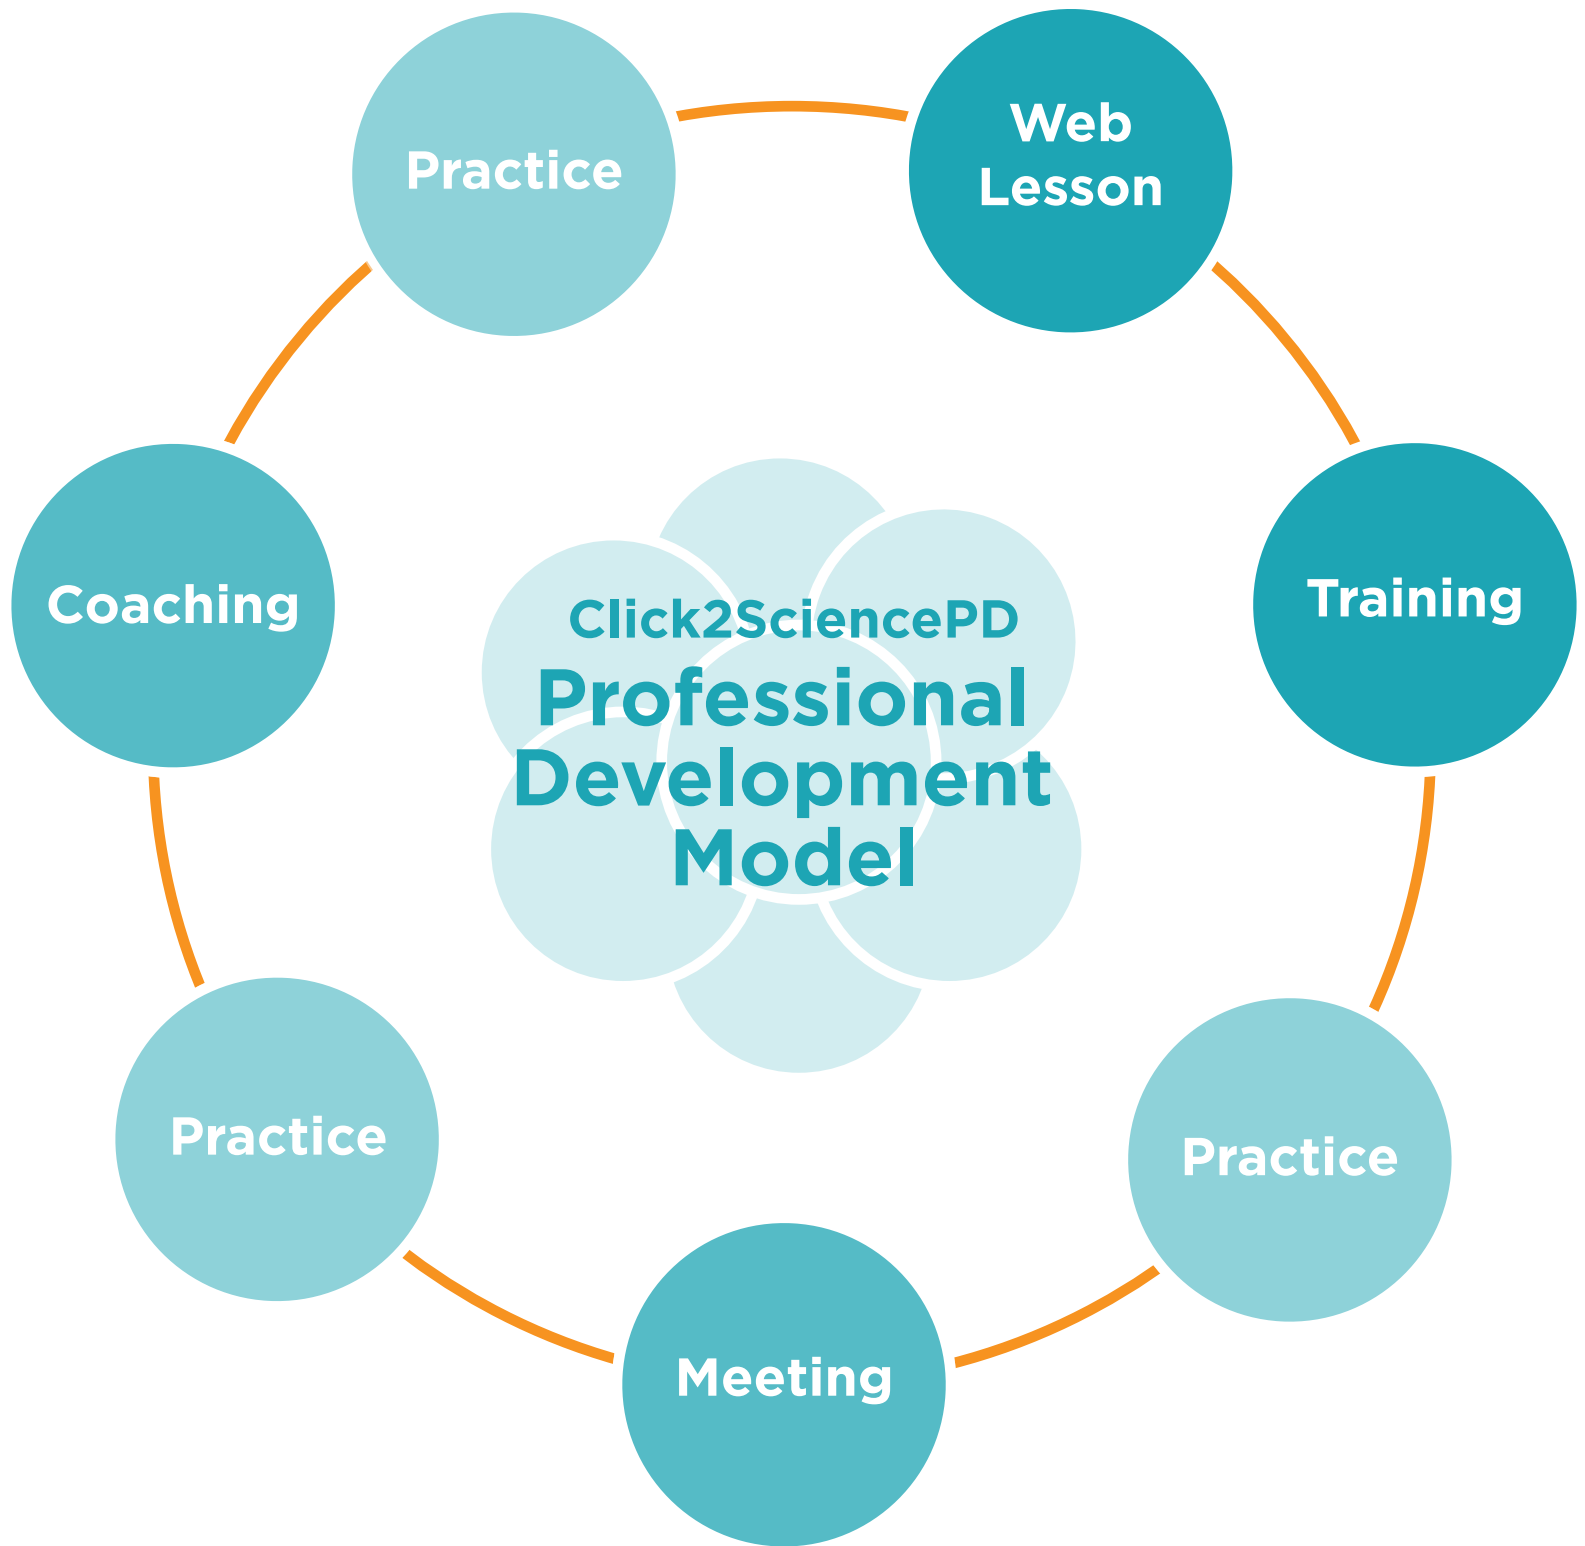 Practice
Web
Lesson
Coaching
Training
Click2SciencePD
Professional
Development
Model
Practice
Practice
Meeting